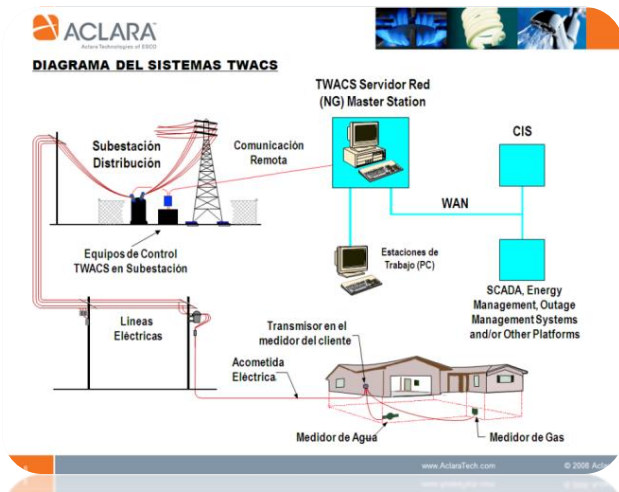 ACLARA
Aclara Technologies of ESCO
DIAGRAMA DEL SISTEMAS TWACS
TWACS Servidor Red
(NG) Master Station
CIS
Subestación
Distribución
Comunicación
Remota
WAN
Equipos de Control
TWACS en Subestación
Estaciones de
Trabajo (PC)
SCADA, Energy
Management, Outage
Management Systems
and/or Other Platforms
Lineas
Eléctricas
Transmisor en el
medidor del cliente
Acometida
Eléctrica
Medidor de Agua
Medidor de Gas
www.AclaraTech.com
© 2008